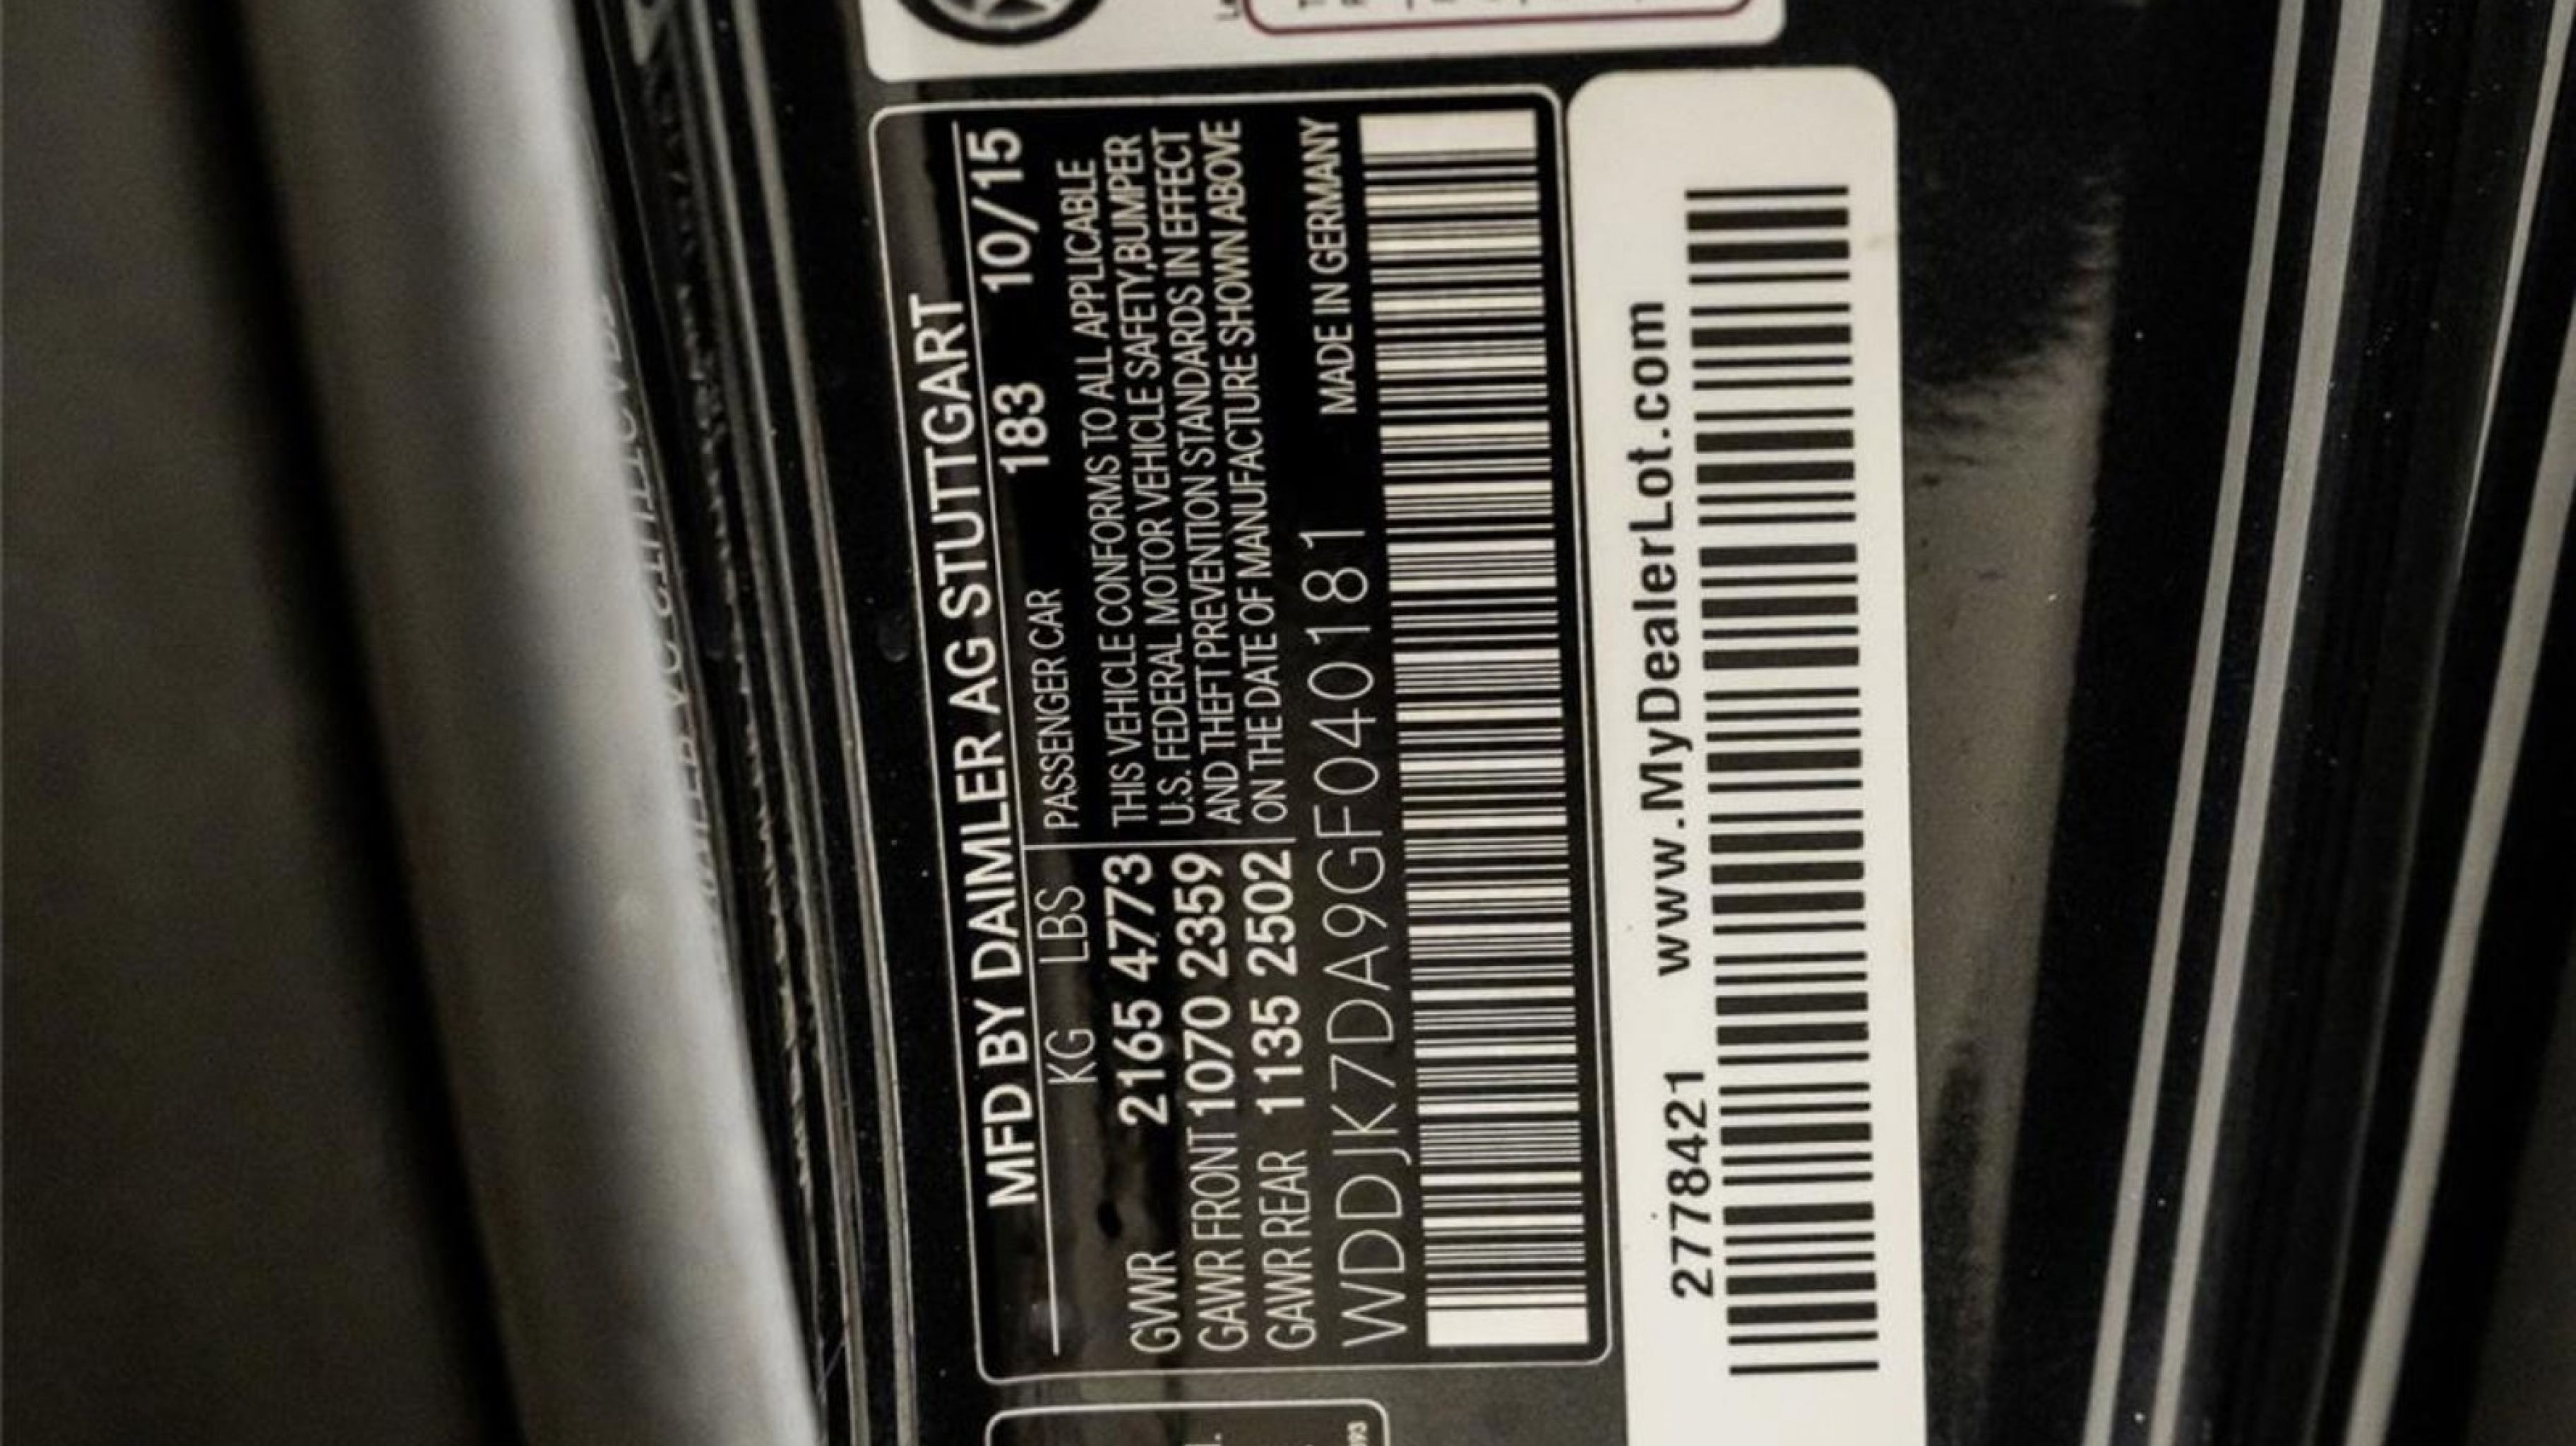 MFD BY DAIMLER AG STUTTGART
KG LBS PASSENGER CAR 183 10/15
GVWR 2165 4773
GAWR FRONT 1070 2359
GAWR REAR 1135 2502
THIS VEHICLE CONFORMS TO ALL APPLICABLE
U.S. FEDERAL MOTOR VEHICLE SAFETY,BUMPER
AND THEFT PREVENTION STANDARDS IN EFFECT
ON THE DATE OF MANUFACTURE SHOWN ABOVE
WDDJK7DA9GF040181 MADE IN GERMANY
2778421 www.MyDealerLot.com